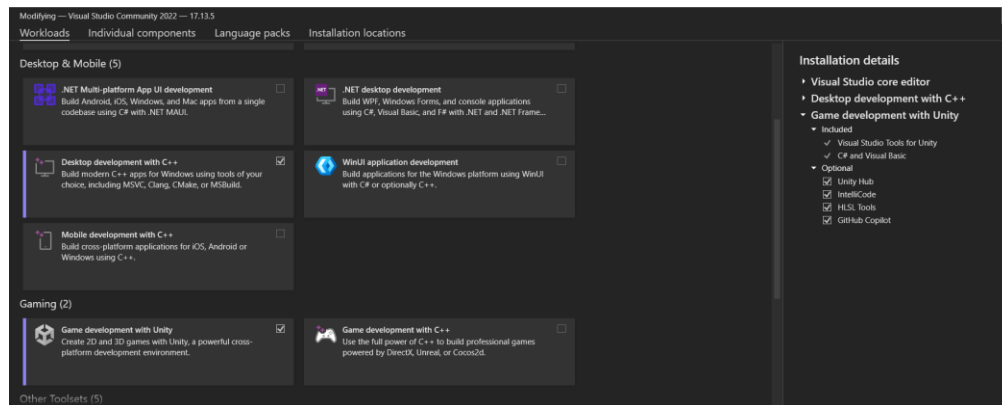 Modifying — Visual Studio Community 2022 — 17.13.5
Workloads Individual components Language packs Installation locations
Desktop & Mobile (5)
.NET Multi-platform App UI development
Build Android, iOS, Windows, and Mac apps from a single
codebase using C# with .NET MAUI.
.NET desktop development
Build WPF, Windows Forms, and console applications
using C#, Visual Basic, and F# with .NET and .NET Frame...
Desktop development with C++
Build modern C++ apps for Windows using tools of your
choice, including MSVC, Clang, CMake, or MSBuild.
WinUI application development
Build applications for the Windows platform using WinUI
with C# or optionally C++.
Mobile development with C++
Build cross-platform applications for iOS, Android or
Windows using C++.
Gaming (2)
Game development with Unity
Create 2D and 3D games with Unity, a powerful cross-
platform development environment.
Game development with C++
Use the full power of C++ to build professional games
powered by DirectX, Unreal, or Cocos2d.
Other Toolsets (5)
Installation details
Visual Studio core editor
Desktop development with C++
Game development with Unity
Included
Visual Studio Tools for Unity
C# and Visual Basic
Optional
Unity Hub
IntelliCode
HLSL Tools
GitHub Copilot